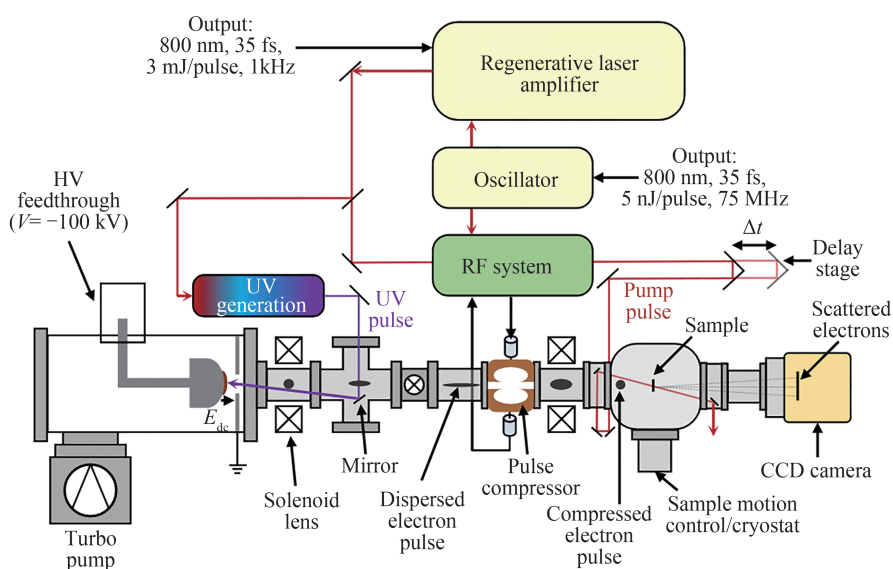 Output:
800 nm, 35 fs,
3 mJ/pulse, 1kHz
Regenerative laser
amplifier
Oscillator
Output:
800 nm, 35 fs,
5 nJ/pulse, 75 MHz
HV
feedthrough
(V= −100 kV)
Δt
Delay
stage
RF system
UV
generation
UV
pulse
Pump
pulse
Sample
Scattered
electrons
Edc
Mirror
Solenoid
lens
Dispersed
electron
pulse
Pulse
compressor
Compressed
electron
pulse
Sample motion
control/cryostat
CCD camera
Turbo
pump